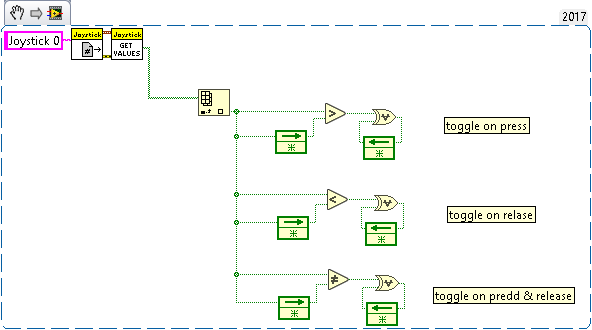 2017
Joystick 0
Joystick
Joystick
GET
VALUES
toggle on press
toggle on relase
toggle on predd & release